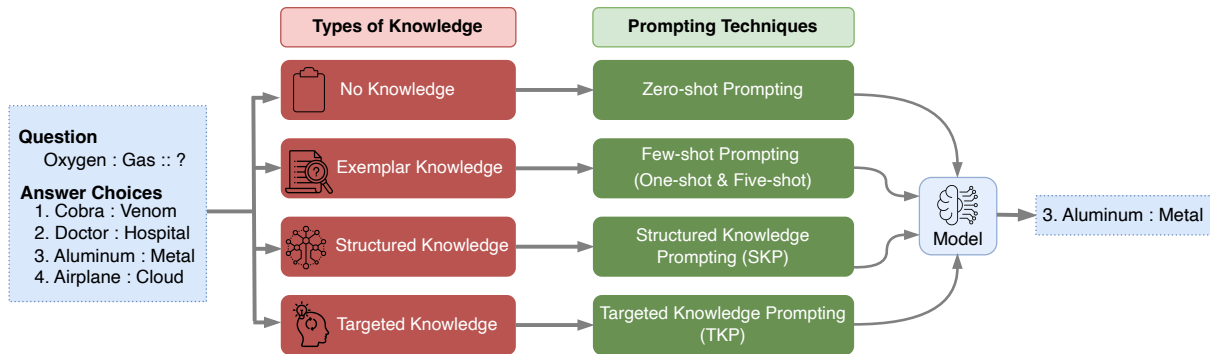 Types of Knowledge
Prompting Techniques
Question
Oxygen : Gas :: ?
Answer Choices
1. Cobra : Venom
2. Doctor : Hospital
3. Aluminum : Metal
4. Airplane : Cloud
No Knowledge
Zero-shot Prompting
Exemplar Knowledge
Few-shot Prompting
(One-shot & Five-shot)
Structured Knowledge
Structured Knowledge
Prompting (SKP)
Targeted Knowledge
Targeted Knowledge Prompting
(TKP)
?
Model
3. Aluminum : Metal